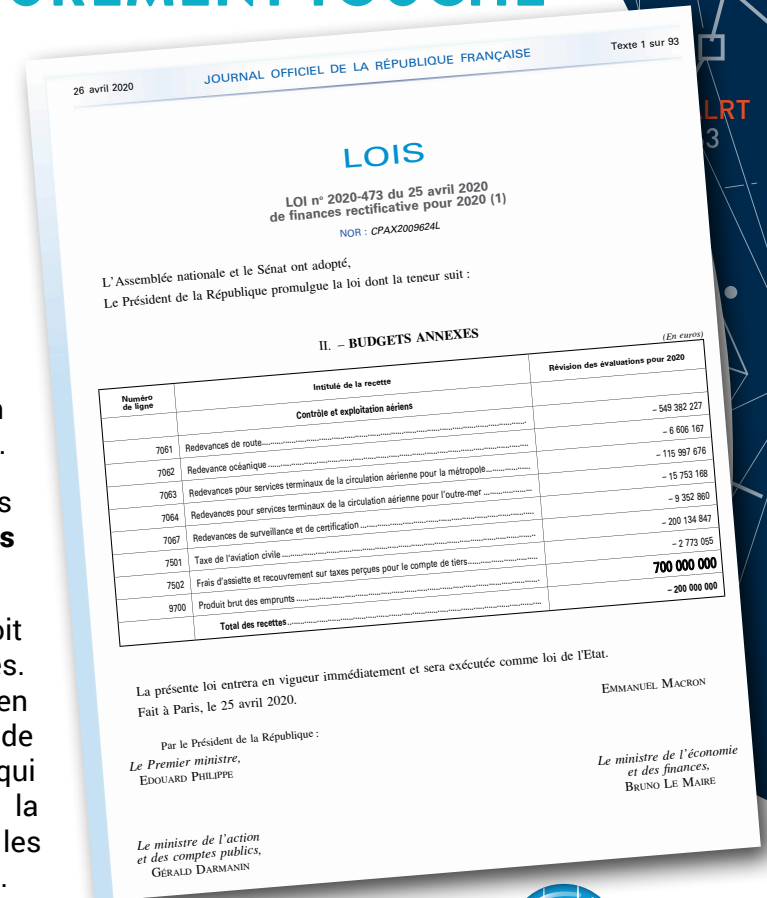 26 avril 2020 JOURNAL OFFICIEL DE LA RÉPUBLIQUE FRANÇAISE Texte 1 sur 93
LRT
3
LOIS
LOI nº 2020-473 du 25 avril 2020
de finances rectificative pour 2020 (1)
NOR : CPAX2009624L
L'Assemblée nationale et le Sénat ont adopté,
Le Président de la République promulgue la loi dont la teneur suit :
II. – BUDGETS ANNEXES
(En euros)
Numéro de ligne Intitulé de la recette Révision des évaluations pour 2020
Contrôle et exploitation aériens
7061 Redevances de route – 549 382 227
7062 Redevance océanique – 6 606 167
7063 Redevances pour services terminaux de la circulation aérienne pour la métropole – 115 997 676
7064 Redevances pour services terminaux de la circulation aérienne pour l'outre-mer – 15 753 168
7067 Redevances de surveillance et de certification – 9 352 860
7501 Taxe de l'aviation civile – 200 134 847
7502 Frais d'assiette et recouvrement sur taxes perçues pour le compte de tiers – 2 773 055
9700 Produit brut des emprunts 700 000 000
Total des recettes – 200 000 000
La présente loi entrera en vigueur immédiatement et sera exécutée comme loi de l'Etat.
Fait à Paris, le 25 avril 2020.
EMMANUEL MACRON
Par le Président de la République :
Le Premier ministre,
EDOUARD PHILIPPE
Le ministre de l'économie
et des finances,
BRUNO LE MAIRE
Le ministre de l'action
et des comptes publics,
GÉRALD DARMANIN
en
de
qui
la
les